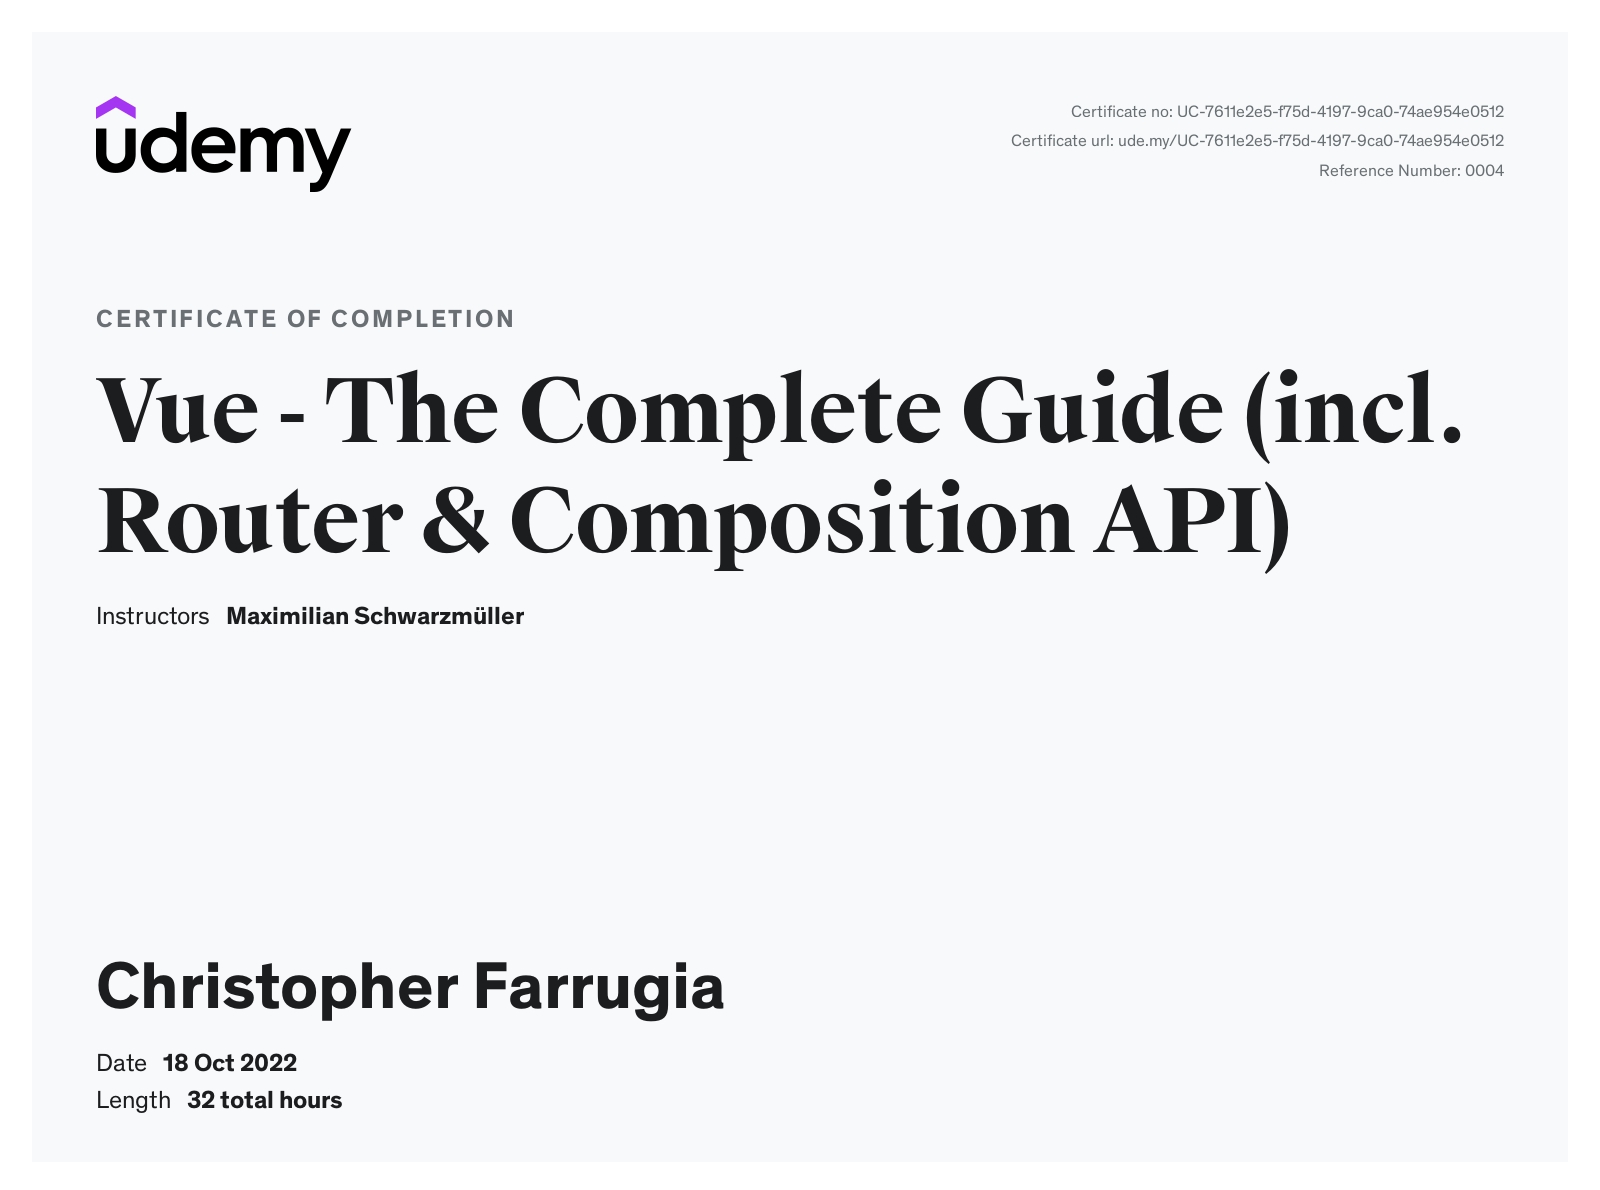 udemy
Certificate no: UC-7611e2e5-f75d-4197-9ca0-74ae954e0512
Certificate url: ude.my/UC-7611e2e5-f75d-4197-9ca0-74ae954e0512
Reference Number: 0004
CERTIFICATE OF COMPLETION
Vue - The Complete Guide (incl.
Router & Composition API)
Instructors Maximilian Schwarzmüller
Christopher Farrugia
Date 18 Oct 2022
Length 32 total hours